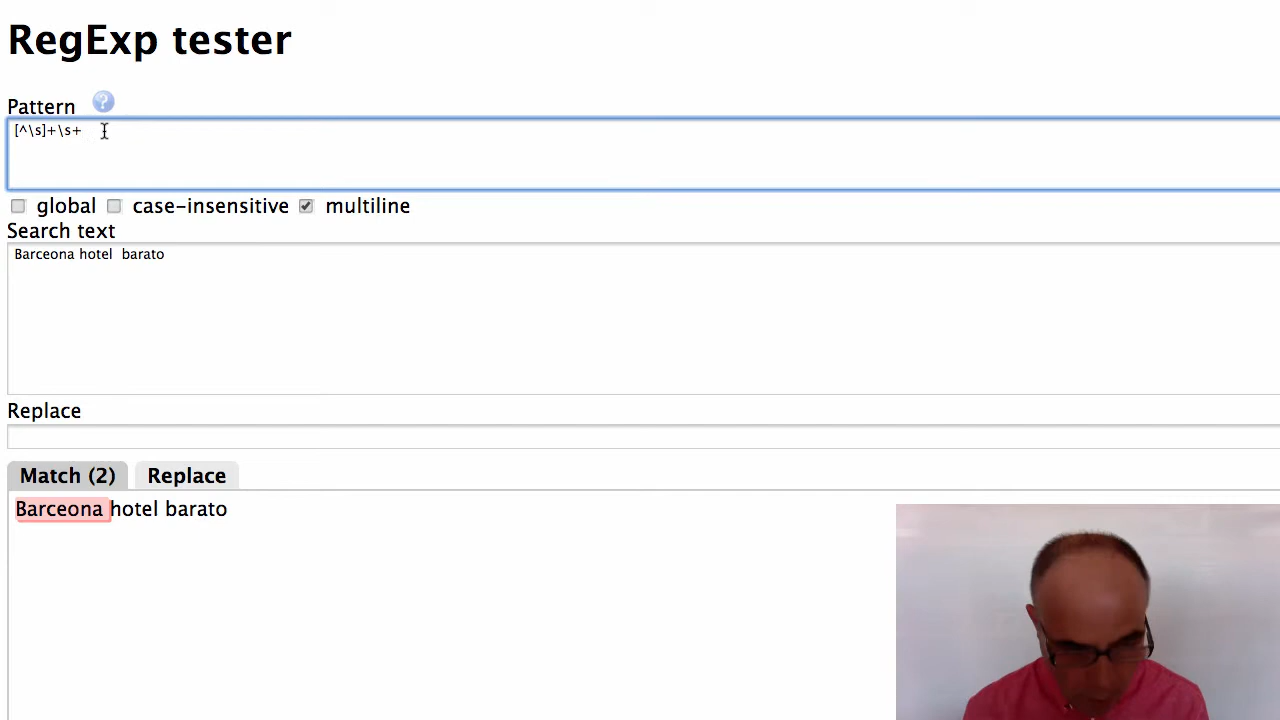 RegExp tester
Pattern ?
[^\s]+\s+
global case-insensitive multiline
Search text
Barceona hotel  barato
Replace
Match (2) Replace
Barceona hotel barato